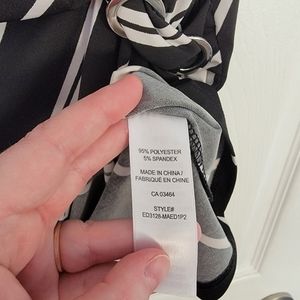 95% POLYESTER
5% SPANDEX
MADE IN CHINA /
FABRIQUÉ EN CHINE
CA 03464
STYLE#
ED3128-MAED1P2